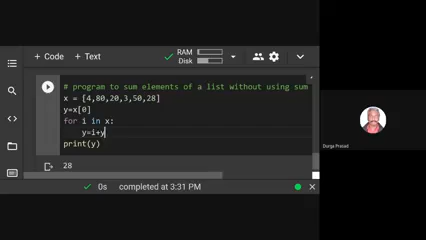 + Code + Text
RAM
Disk
# program to sum elements of a list without using sum
x = [4,80,20,3,50,28]
y=x[0]
for i in x:
y=i+y
print(y)
28
0s completed at 3:31 PM
Durga Prasad